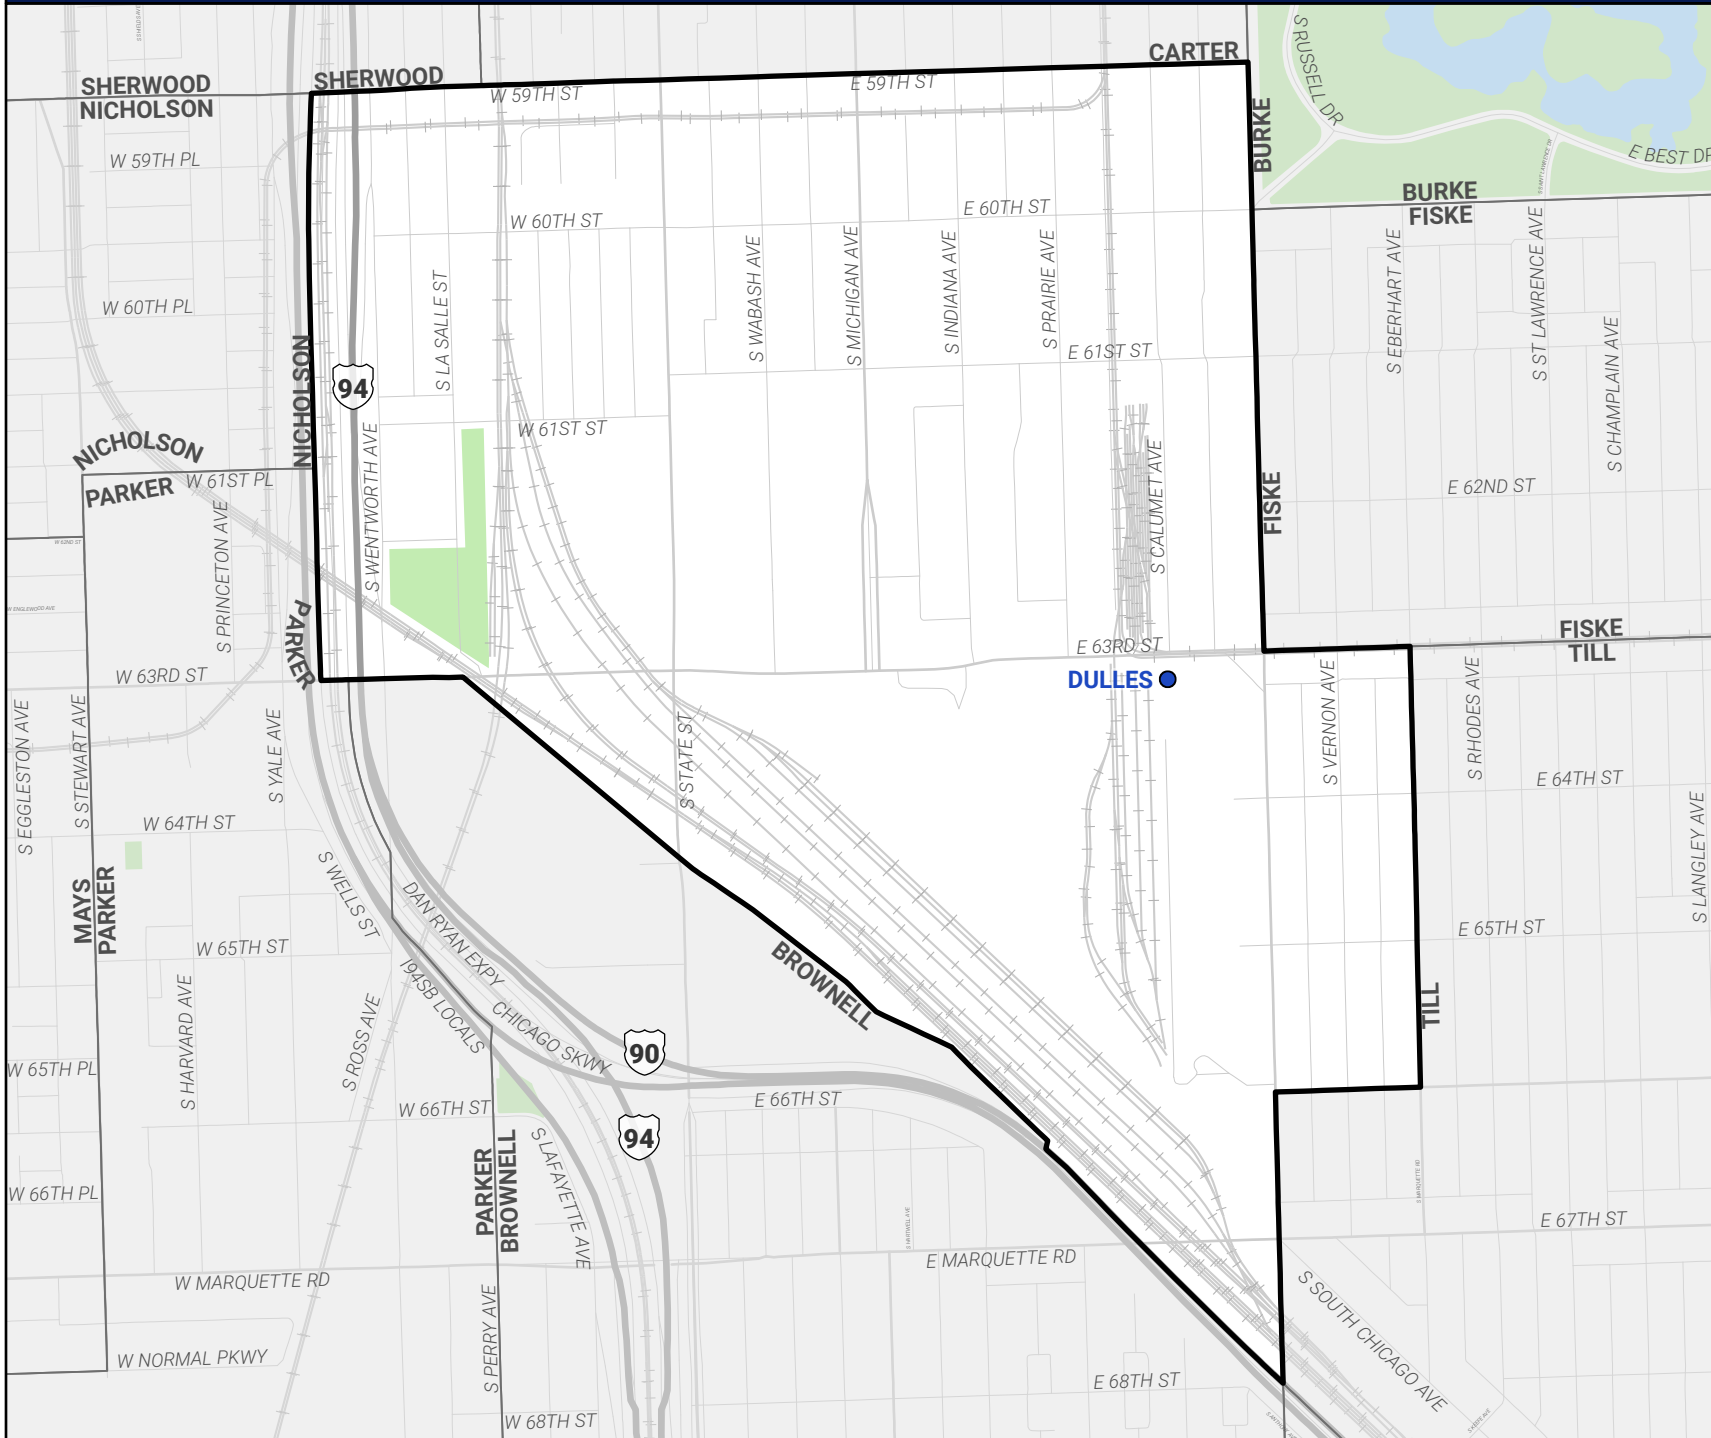 CARTER
SHERWOOD
SHERWOOD
NICHOLSON
W 59TH ST
E 59TH ST
S RUSSELL DR
BURKE
W 59TH PL
E BEST DR
BURKE
FISKE
W 60TH ST
E 60TH ST
S LA SALLE ST
S WABASH AVE
S MICHIGAN AVE
S INDIANA AVE
S PRAIRIE AVE
S EBERHART AVE
S ST LAWRENCE AVE
S CHAMPLAIN AVE
W 60TH PL
E 61ST ST
NICHOLSON
94
W 61ST ST
NICHOLSON
PARKER
W 61ST PL
S WENTWORTH AVE
S CALUMET AVE
FISKE
E 62ND ST
W 62ND ST
S PRINCETON AVE
W ENGLEWOOD AVE
PARKER
E 63RD ST
FISKE
TILL
W 63RD ST
DULLES
S EGGLESTON AVE
S STEWART AVE
S YALE AVE
S STATE ST
S VERNON AVE
S RHODES AVE
E 64TH ST
W 64TH ST
S LANGLEY AVE
MAYS
PARKER
S WELLS ST
DAN RYAN EXPY
W 65TH ST
E 65TH ST
BROWNELL
I94SB LOCALS
CHICAGO SKWY
TILL
S HARVARD AVE
S ROSS AVE
90
W 65TH PL
W 66TH ST
E 66TH ST
94
PARKER
BROWNELL
S LAFAYETTE AVE
W 66TH PL
S MARQUETTE RD
E 67TH ST
E MARQUETTE RD
W MARQUETTE RD
S PERRY AVE
S SOUTH CHICAGO AVE
W NORMAL PKWY
E 68TH ST
W 68TH ST